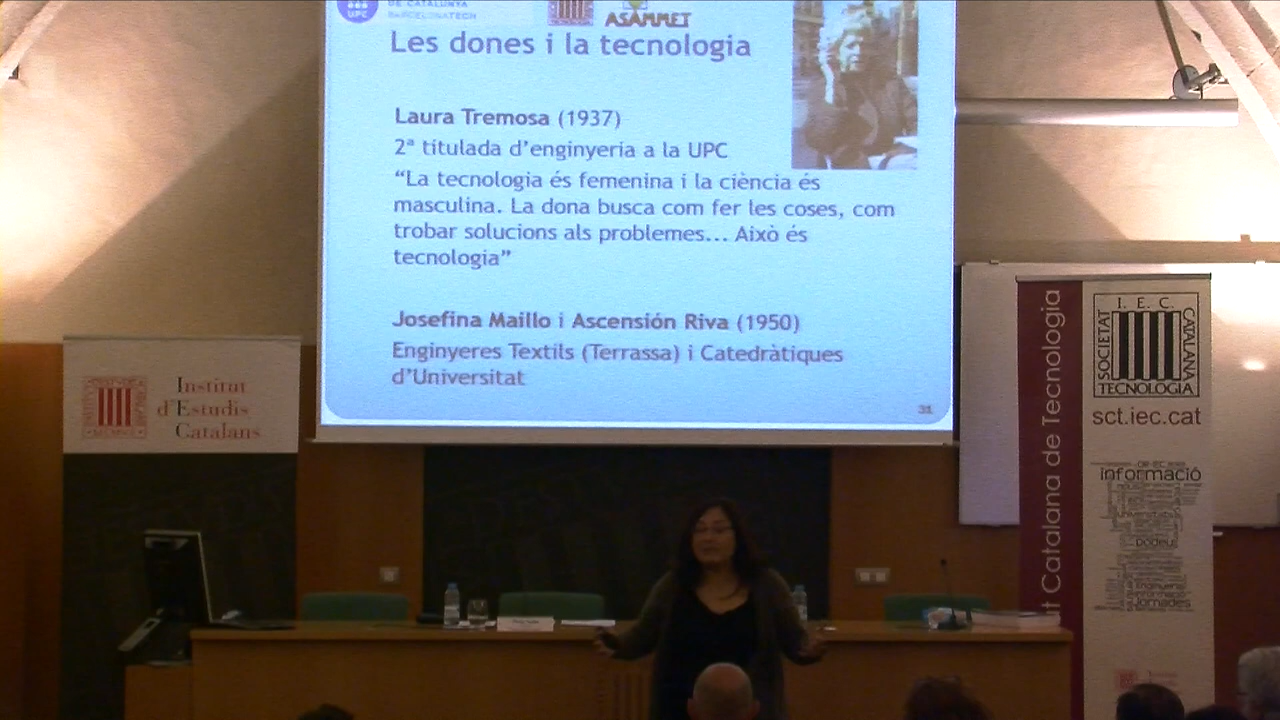 UPC
DE CATALUNYA
BARCELONATECH
ASAMMET
Les dones i la tecnologia
Laura Tremosa (1937)
2ª titulada d’enginyeria a la UPC
“La tecnologia és femenina i la ciència és
masculina. La dona busca com fer les coses, com
trobar solucions als problemes... Això és
tecnologia”
Josefina Maillo i Ascensión Riva (1950)
Enginyeres Textils (Terrassa) i Catedràtiques
d’Universitat
31
Institut
d’Estudis
Catalans
t Catalana de Tecnologia
I. E. C.
SOCIETAT
CATALANA
TECNOLOGIA
sct.iec.cat
informació
podeu
Jornades